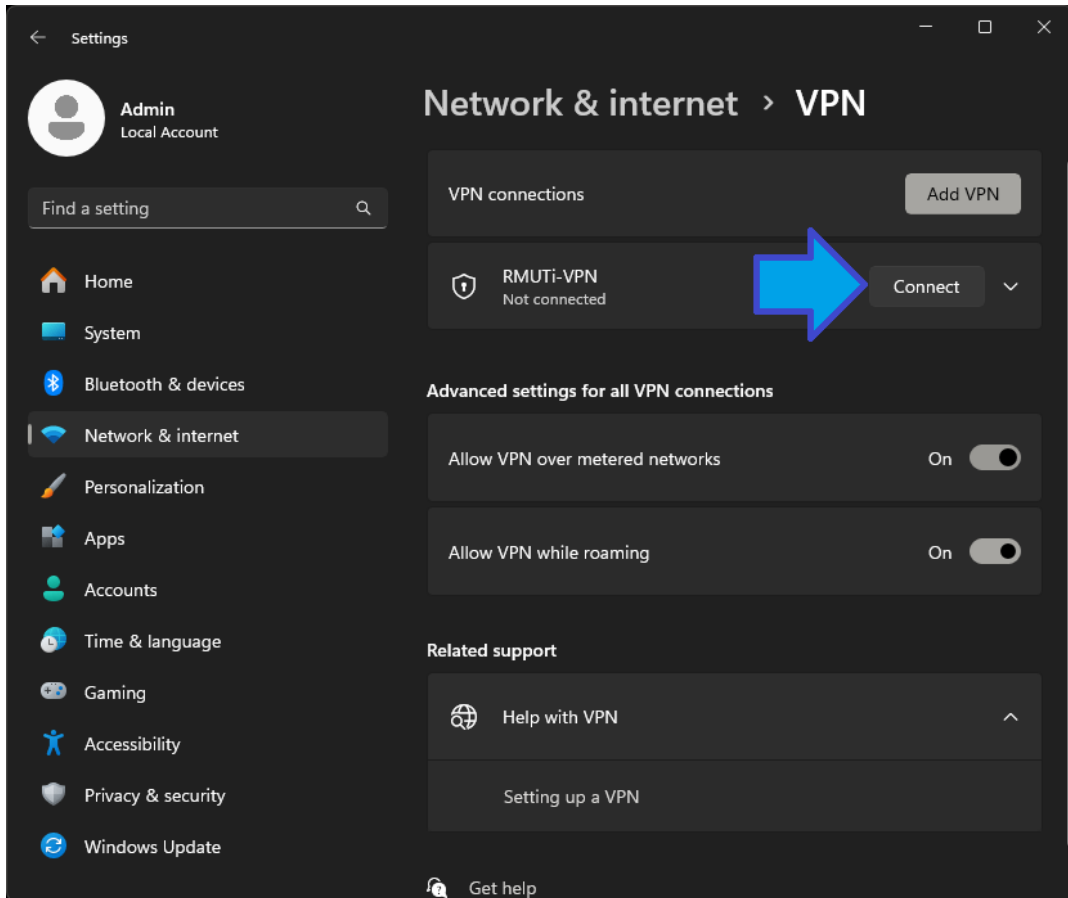 Settings
Admin
Local Account
Find a setting
Home
System
Bluetooth & devices
Network & internet
Personalization
Apps
Accounts
Time & language
Gaming
Accessibility
Privacy & security
Windows Update
Network & internet > VPN
VPN connections
Add VPN
RMUTi-VPN
Not connected
Connect
Advanced settings for all VPN connections
Allow VPN over metered networks
On
Allow VPN while roaming
On
Related support
Help with VPN
Setting up a VPN
Get help